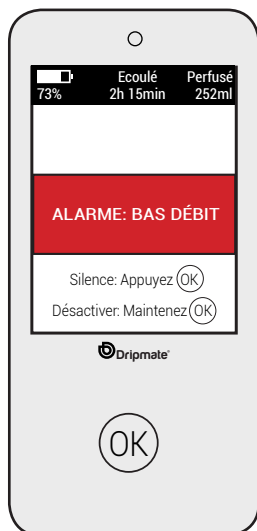 Ecoulé Perfusé
73% 2h 15min 252ml
ALARME: BAS DÉBIT
Silence: Appuyez OK
Désactiver: Maintenez OK
Dripmate®
OK